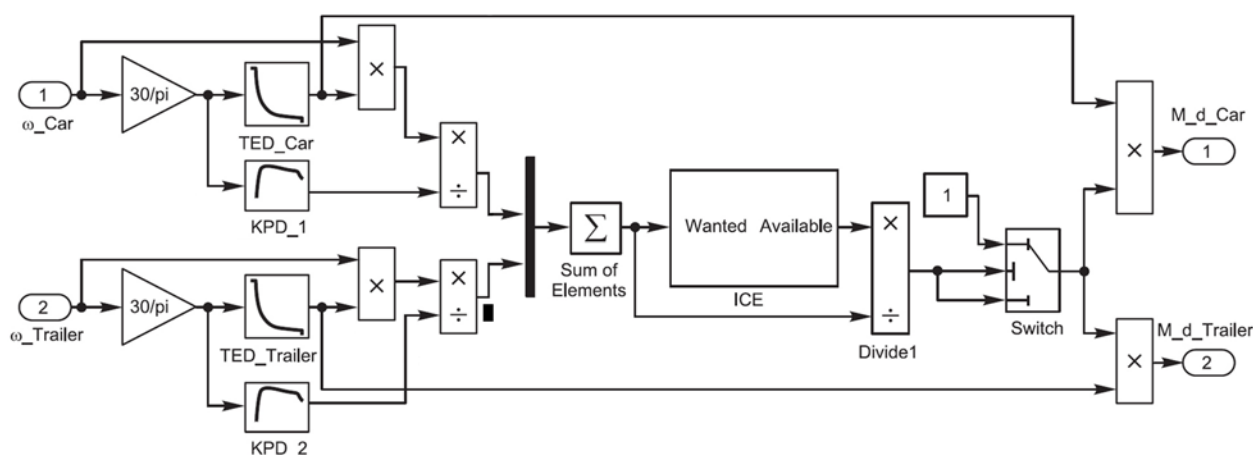 1
ω_Car
30/pi
TED_Car
KPD_1
×
×
÷
2
ω_Trailer
30/pi
TED_Trailer
KPD_2
×
×
÷
Σ
Sum of
Elements
Wanted Available
ICE
×
÷
Divide1
1
Switch
×
M_d_Car
1
×
M_d_Trailer
2